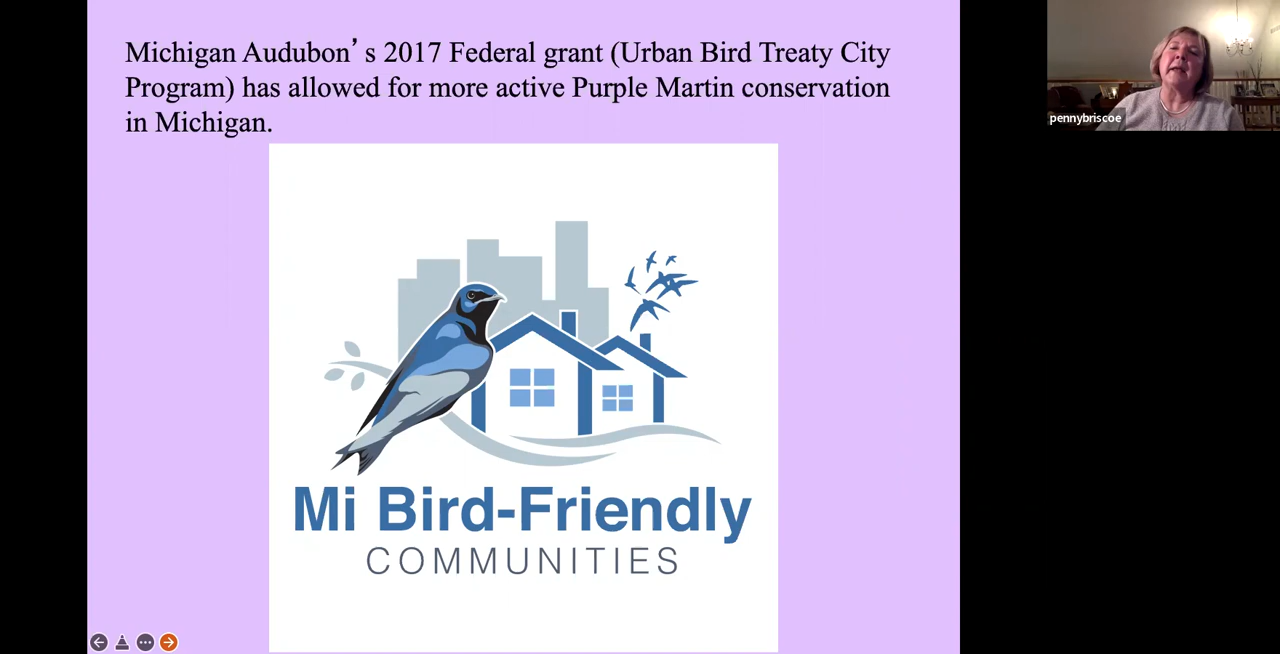 Michigan Audubon’s 2017 Federal grant (Urban Bird Treaty City
Program) has allowed for more active Purple Martin conservation
in Michigan.
pennybriscoe
Mi Bird-Friendly
COMMUNITIES